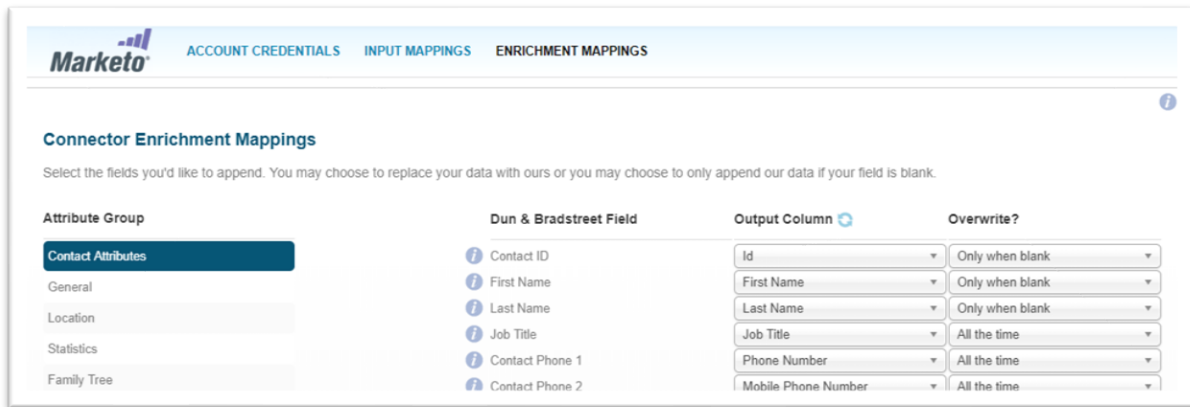 Marketo ACCOUNT CREDENTIALS INPUT MAPPINGS ENRICHMENT MAPPINGS
Connector Enrichment Mappings
Select the fields you'd like to append. You may choose to replace your data with ours or you may choose to only append our data if your field is blank.
Attribute Group Dun & Bradstreet Field Output Column Overwrite?
Contact Attributes Contact ID Id Only when blank
General First Name First Name Only when blank
Location Last Name Last Name Only when blank
Statistics Job Title Job Title All the time
Family Tree Contact Phone 1 Phone Number All the time
Contact Phone 2 Mobile Phone Number All the time